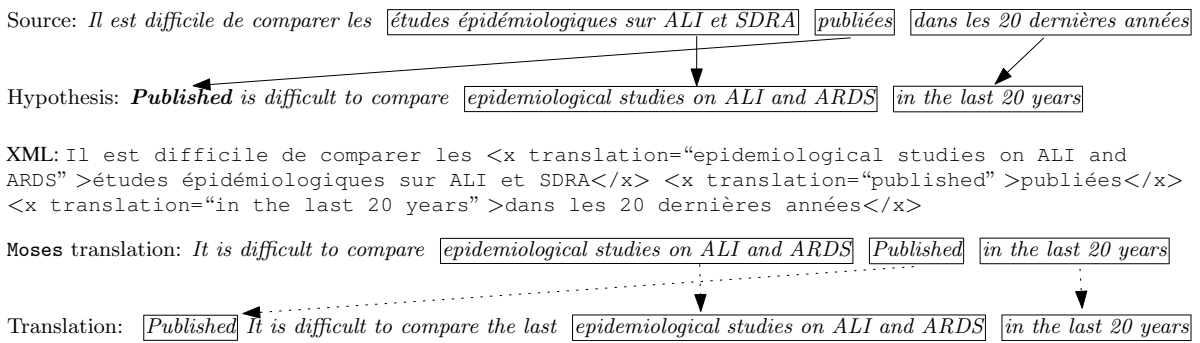 Source: Il est difficile de comparer les études épidémiologiques sur ALI et SDRA publiées dans les 20 dernières années
Hypothesis: Published is difficult to compare epidemiological studies on ALI and ARDS in the last 20 years
XML: Il est difficile de comparer les <x translation=“epidemiological studies on ALI and
ARDS” >études épidémiologiques sur ALI et SDRA</x> <x translation=“published” >publiées</x>
<x translation=“in the last 20 years” >dans les 20 dernières années</x>
Moses translation: It is difficult to compare epidemiological studies on ALI and ARDS Published in the last 20 years
Translation: Published It is difficult to compare the last epidemiological studies on ALI and ARDS in the last 20 years